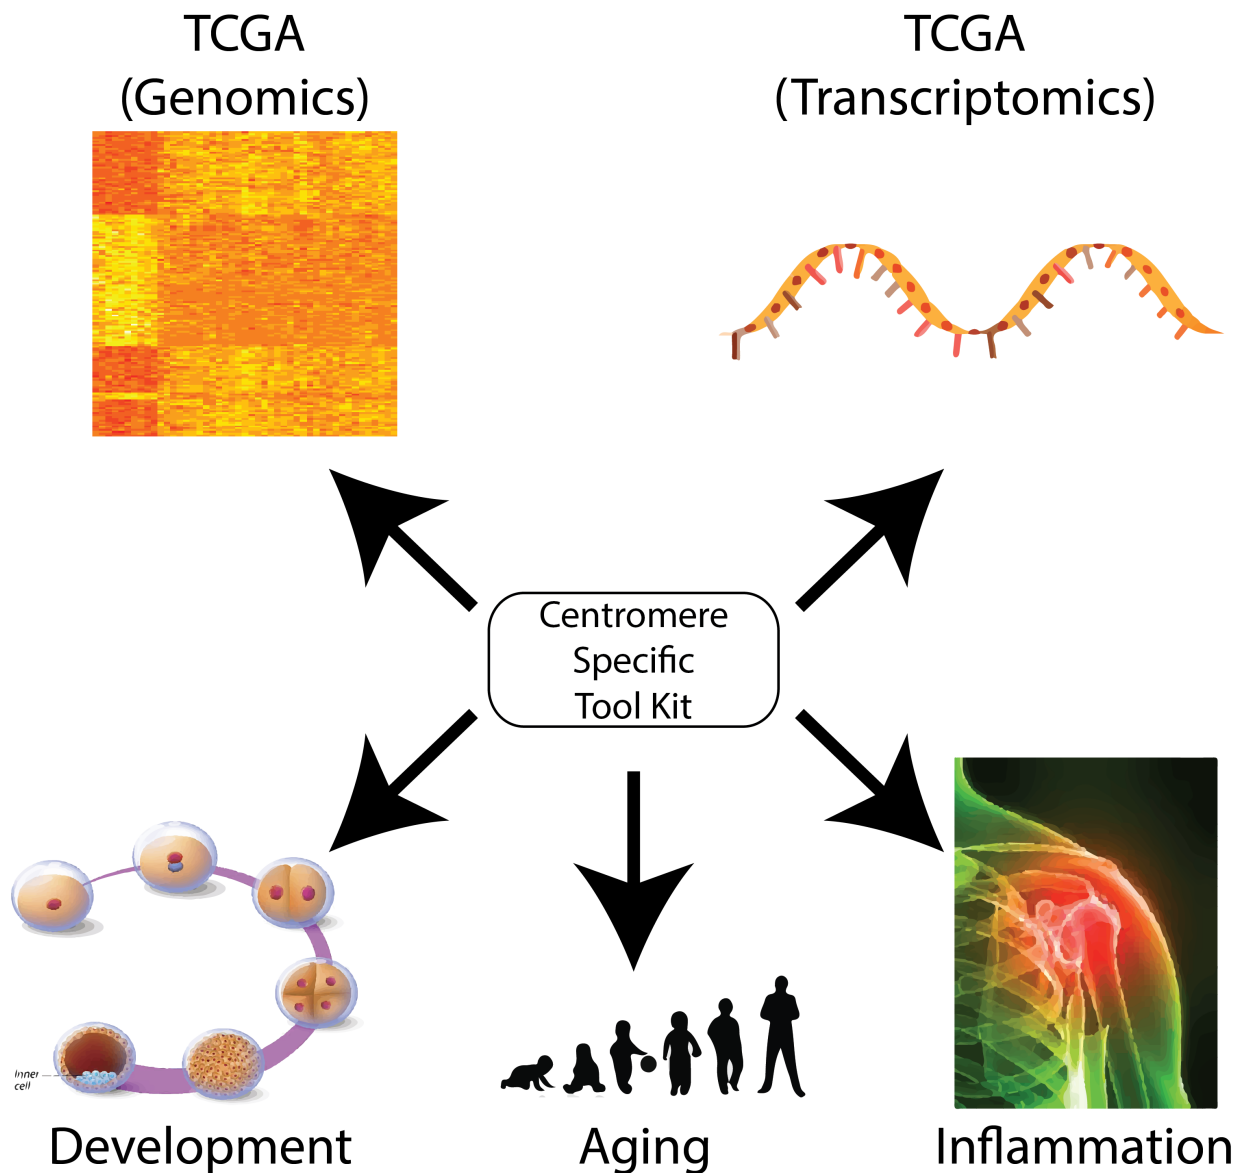 TCGA
(Genomics)
TCGA
(Transcriptomics)
Centromere
Specific
Tool Kit
Inner
cell
Development
Aging
Inflammation